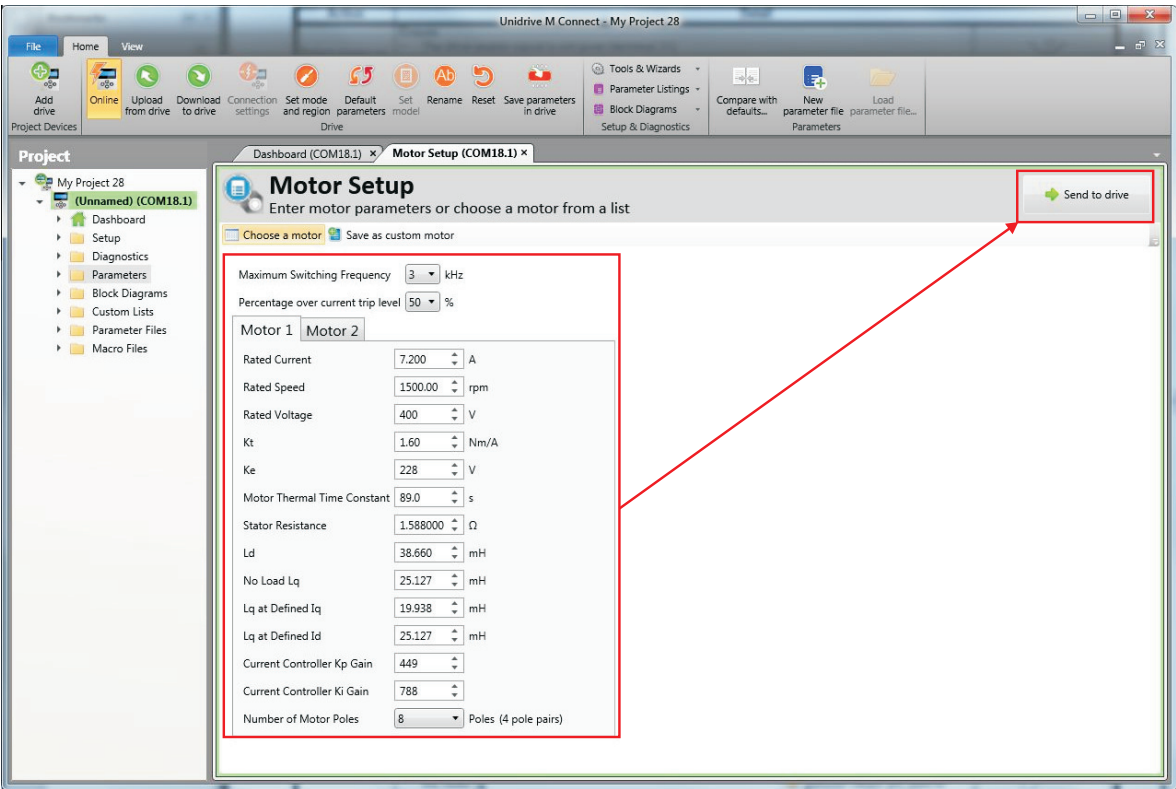 Unidrive M Connect - My Project 28
File Home View
Add drive
Online
Upload from drive
Download to drive
Connection settings
Set mode and region
Default parameters
Set model
Rename
Reset
Save parameters in drive
Tools & Wizards
Parameter Listings
Block Diagrams
Compare with defaults...
New parameter file
Load parameter file...
Project Devices
Drive
Setup & Diagnostics
Parameters
Project
My Project 28
(Unnamed) (COM18.1)
Dashboard
Setup
Diagnostics
Parameters
Block Diagrams
Custom Lists
Parameter Files
Macro Files
Dashboard (COM18.1) × Motor Setup (COM18.1) ×
Motor Setup
Enter motor parameters or choose a motor from a list
Send to drive
Choose a motor Save as custom motor
Maximum Switching Frequency 3 kHz
Percentage over current trip level 50 %
Motor 1 Motor 2
Rated Current 7.200 A
Rated Speed 1500.00 rpm
Rated Voltage 400 V
Kt 1.60 Nm/A
Ke 228 V
Motor Thermal Time Constant 89.0 s
Stator Resistance 1.588000 Ω
Ld 38.660 mH
No Load Lq 25.127 mH
Lq at Defined Iq 19.938 mH
Lq at Defined Id 25.127 mH
Current Controller Kp Gain 449
Current Controller Ki Gain 788
Number of Motor Poles 8 Poles (4 pole pairs)